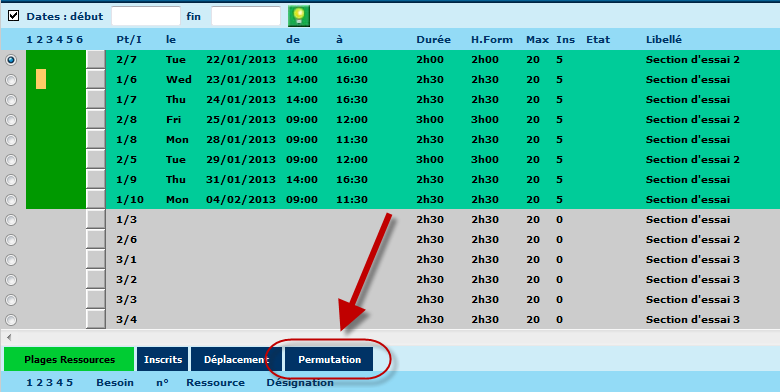 Dates : début fin
1 2 3 4 5 6 Pt/I le de à Durée H.Form Max Ins Etat Libellé
2/7 Tue 22/01/2013 14:00 16:00 2h00 2h00 20 5 Section d'essai 2
1/6 Wed 23/01/2013 14:00 16:30 2h30 2h30 20 5 Section d'essai
1/7 Thu 24/01/2013 14:00 16:30 2h30 2h30 20 5 Section d'essai
2/8 Fri 25/01/2013 09:00 12:00 3h00 3h00 20 5 Section d'essai 2
1/8 Mon 28/01/2013 09:00 11:30 2h30 2h30 20 5 Section d'essai
2/5 Tue 29/01/2013 09:00 12:00 3h00 3h00 20 5 Section d'essai 2
1/9 Thu 31/01/2013 14:00 16:30 2h30 2h30 20 5 Section d'essai
1/10 Mon 04/02/2013 09:00 11:30 2h30 2h30 20 5 Section d'essai
1/3 2h30 2h30 20 0 Section d'essai
2/6 2h30 2h30 20 0 Section d'essai 2
3/1 2h30 2h30 20 0 Section d'essai 3
3/2 2h30 2h30 20 0 Section d'essai 3
3/3 2h30 2h30 20 0 Section d'essai 3
3/4 2h30 2h30 20 0 Section d'essai 3
Plages Ressources Inscrits Déplacement Permutation
1 2 3 4 5 Besoin n° Ressource Désignation